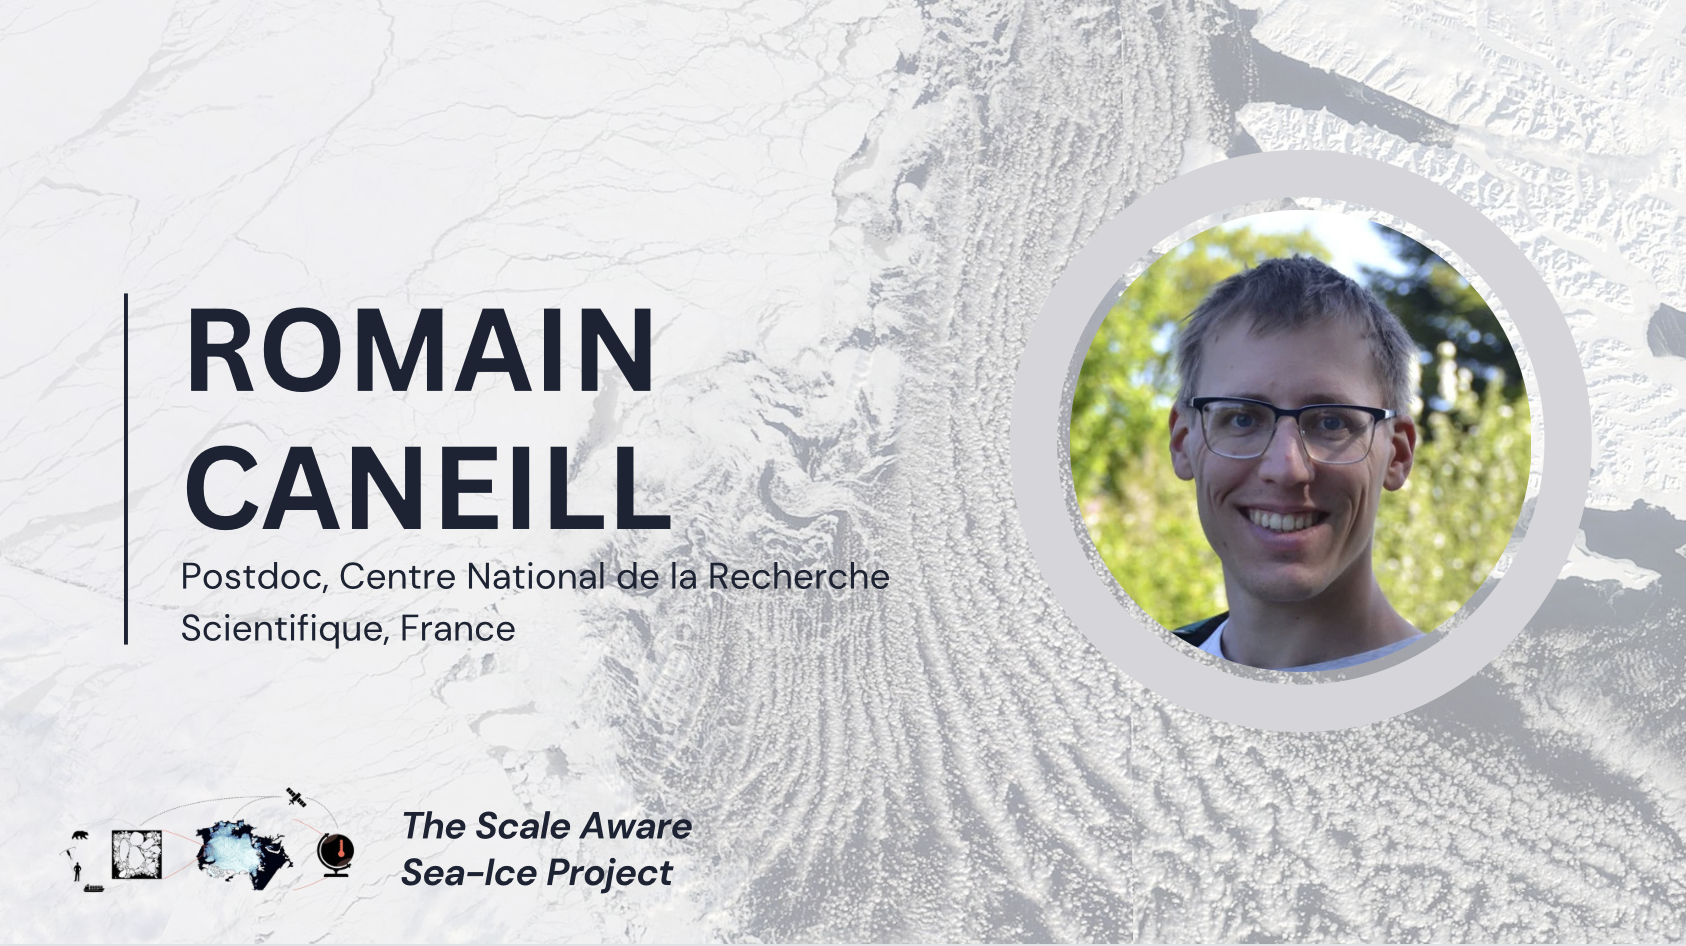 ROMAIN
CANEILL
Postdoc, Centre National de la Recherche
Scientifique, France
The Scale Aware
Sea-Ice Project